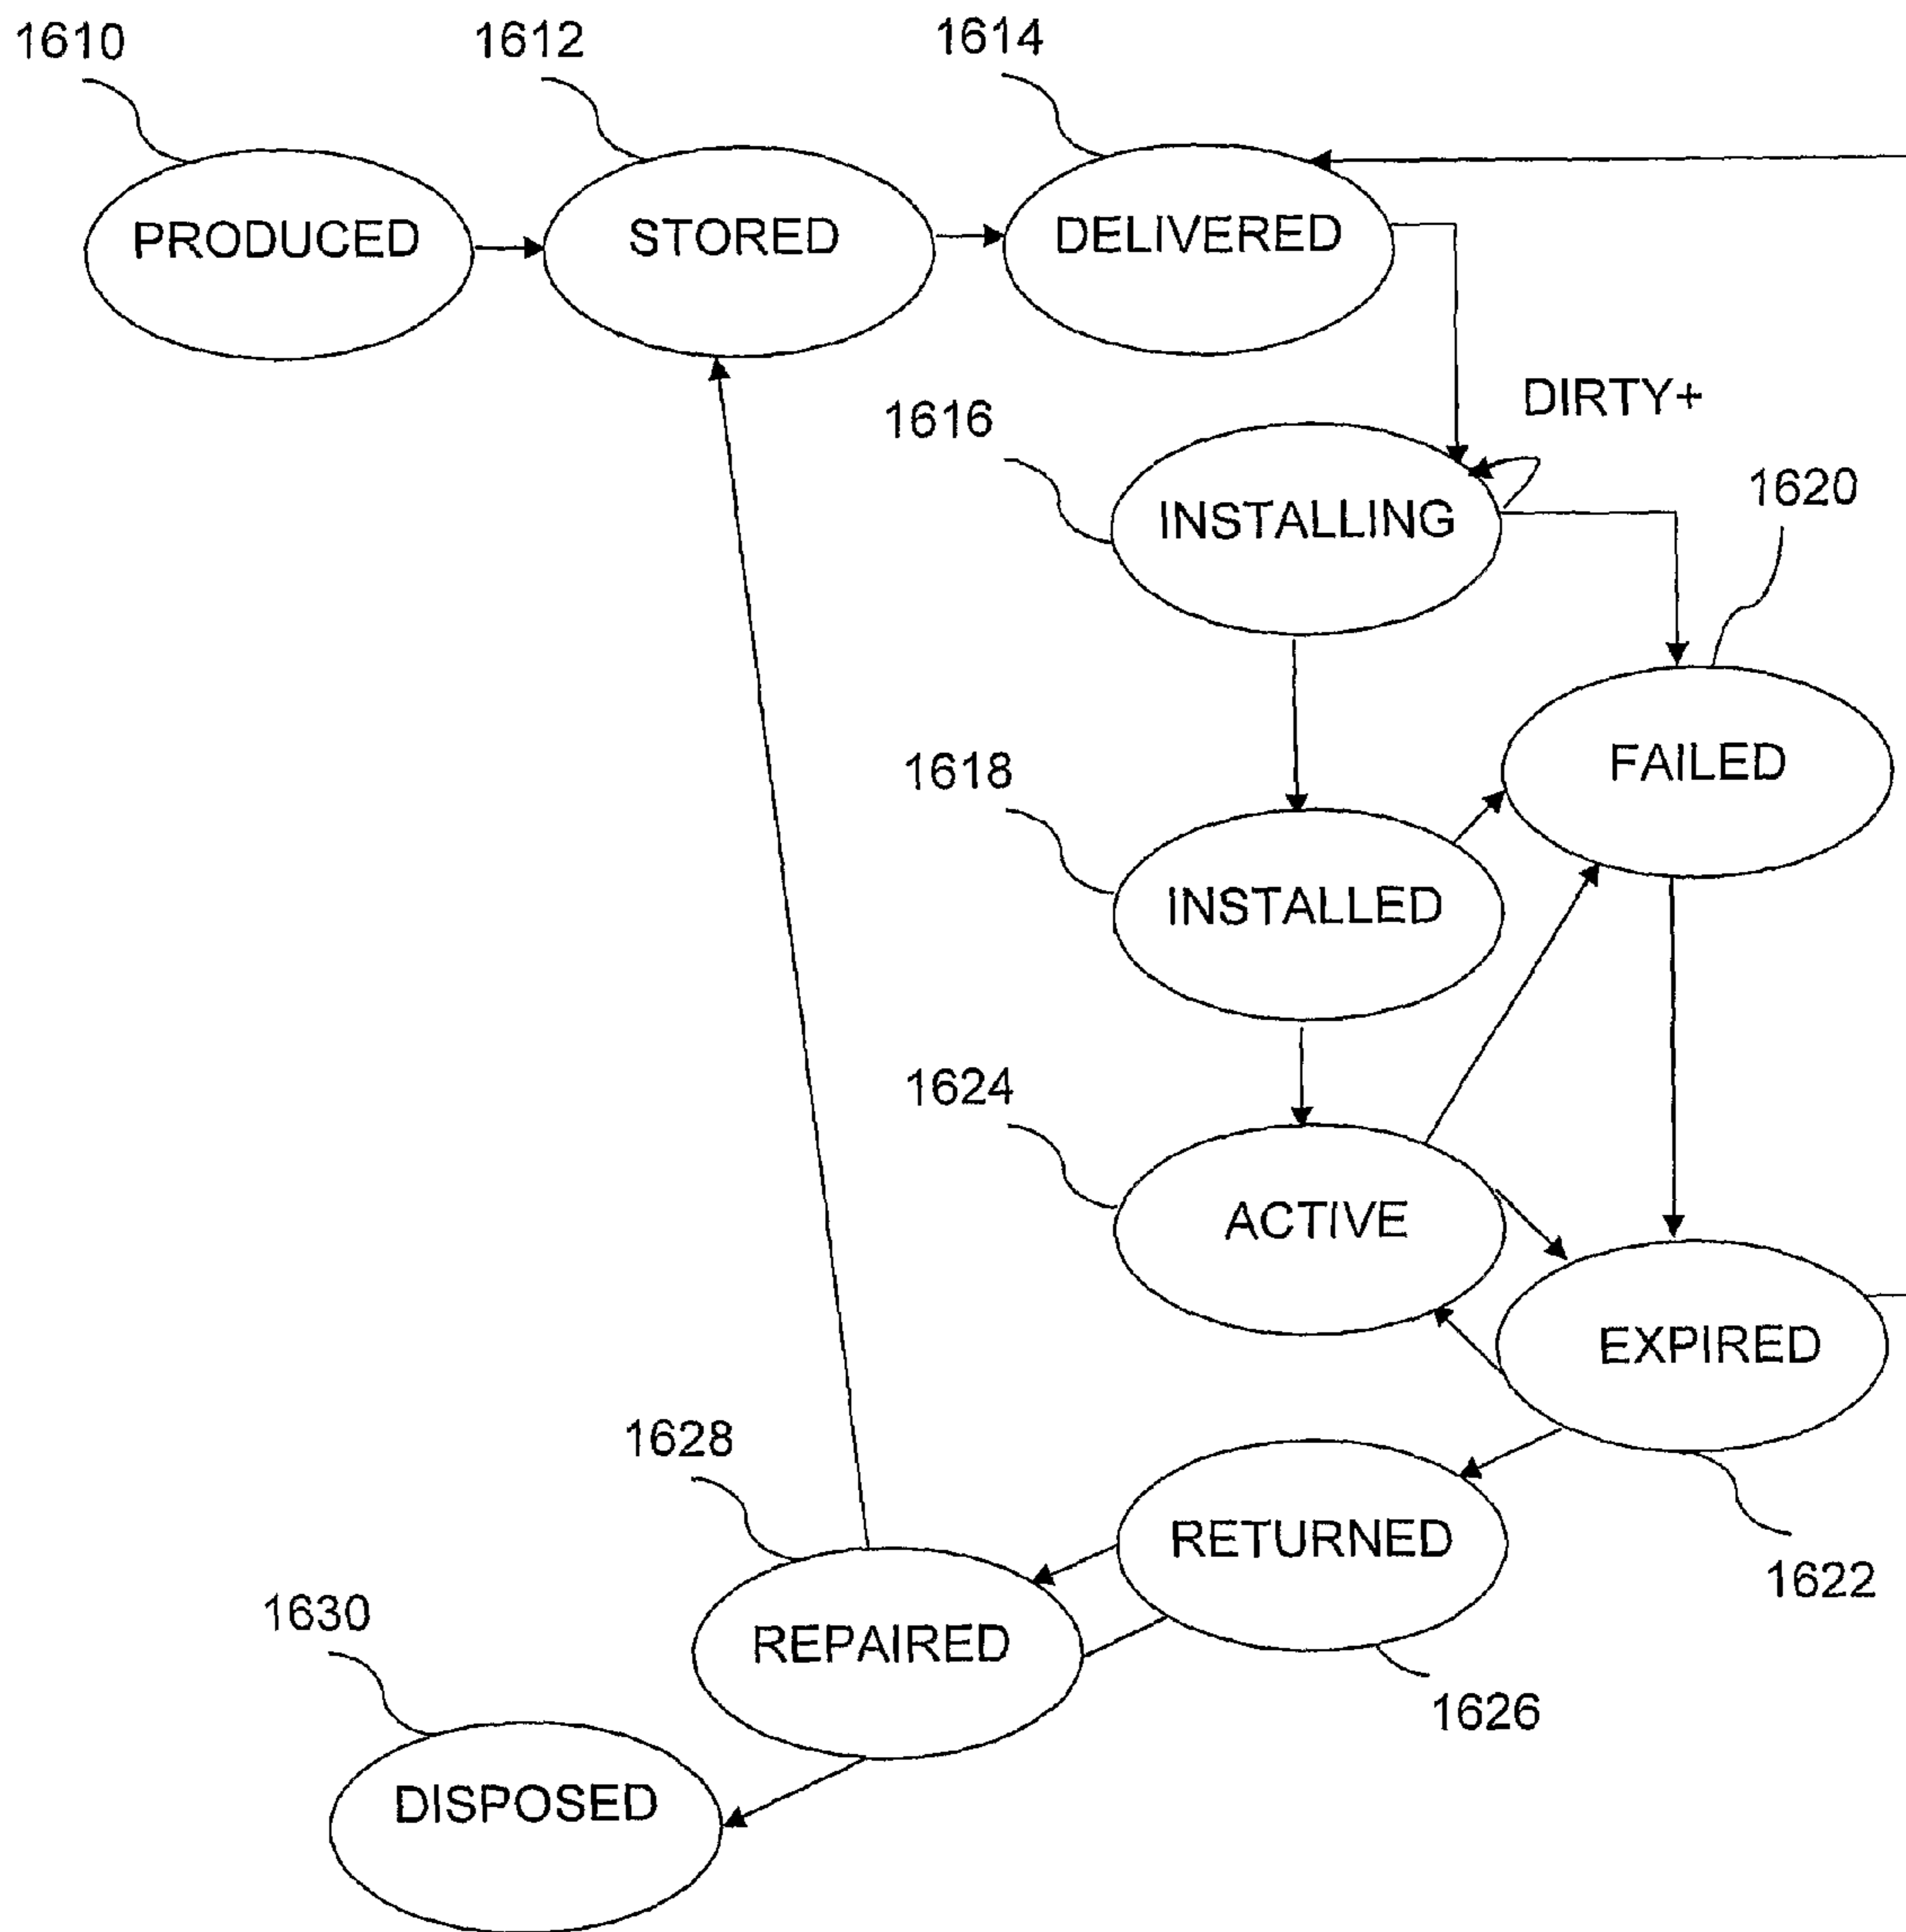 1610
1612
1614
PRODUCED
STORED
DELIVERED
DIRTY+
1616
1620
INSTALLING
FAILED
1618
INSTALLED
1624
ACTIVE
EXPIRED
1628
RETURNED
1622
1630
REPAIRED
1626
DISPOSED